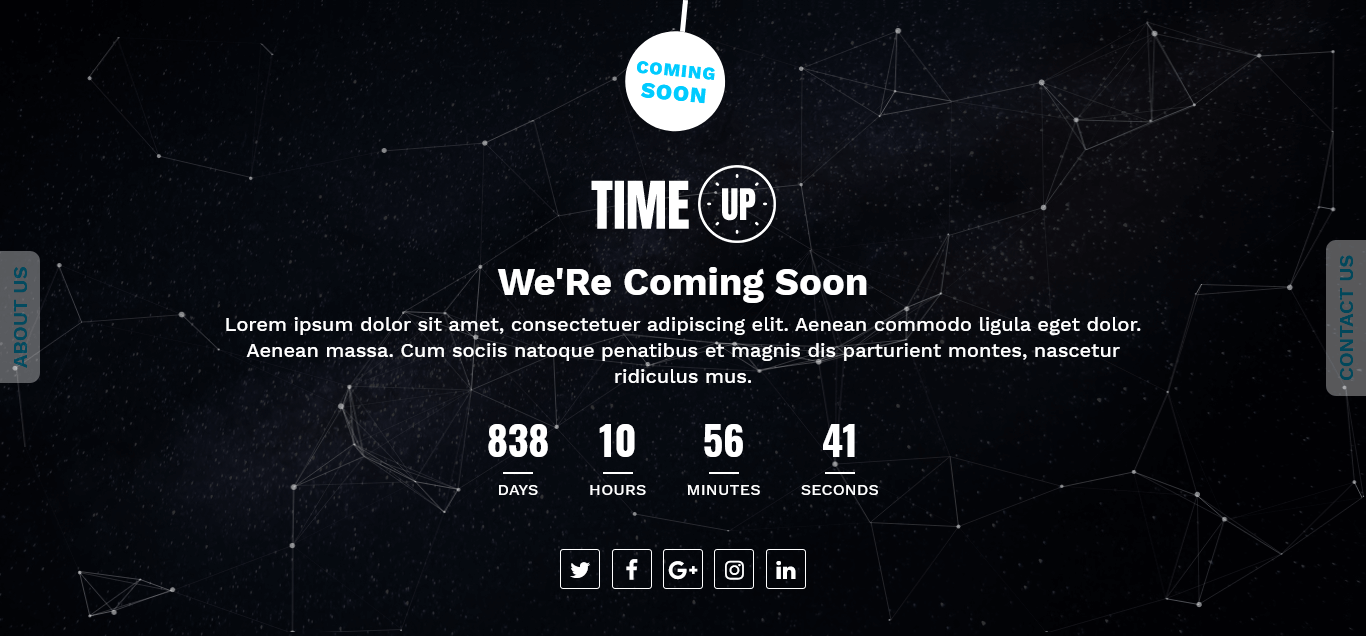 COMING
SOON
TIME UP
We'Re Coming Soon
Lorem ipsum dolor sit amet, consectetuer adipiscing elit. Aenean commodo ligula eget dolor.
Aenean massa. Cum sociis natoque penatibus et magnis dis parturient montes, nascetur
ridiculus mus.
ABOUT US
CONTACT US
838 10 56 41
DAYS HOURS MINUTES SECONDS